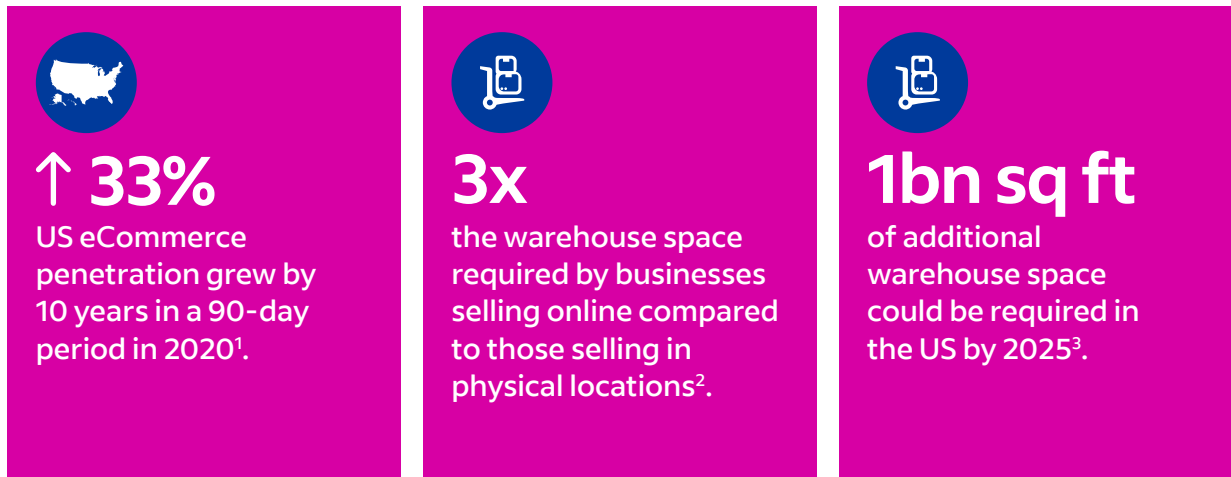 ↑ 33%
US eCommerce
penetration grew by
10 years in a 90-day
period in 2020¹.
3x
the warehouse space
required by businesses
selling online compared
to those selling in
physical locations².
1bn sq ft
of additional
warehouse space
could be required in
the US by 2025³.